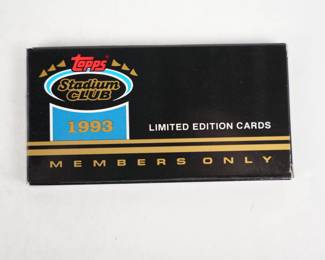 Topps
Stadium
CLUB
1993
LIMITED EDITION CARDS
MEMBERS ONLY